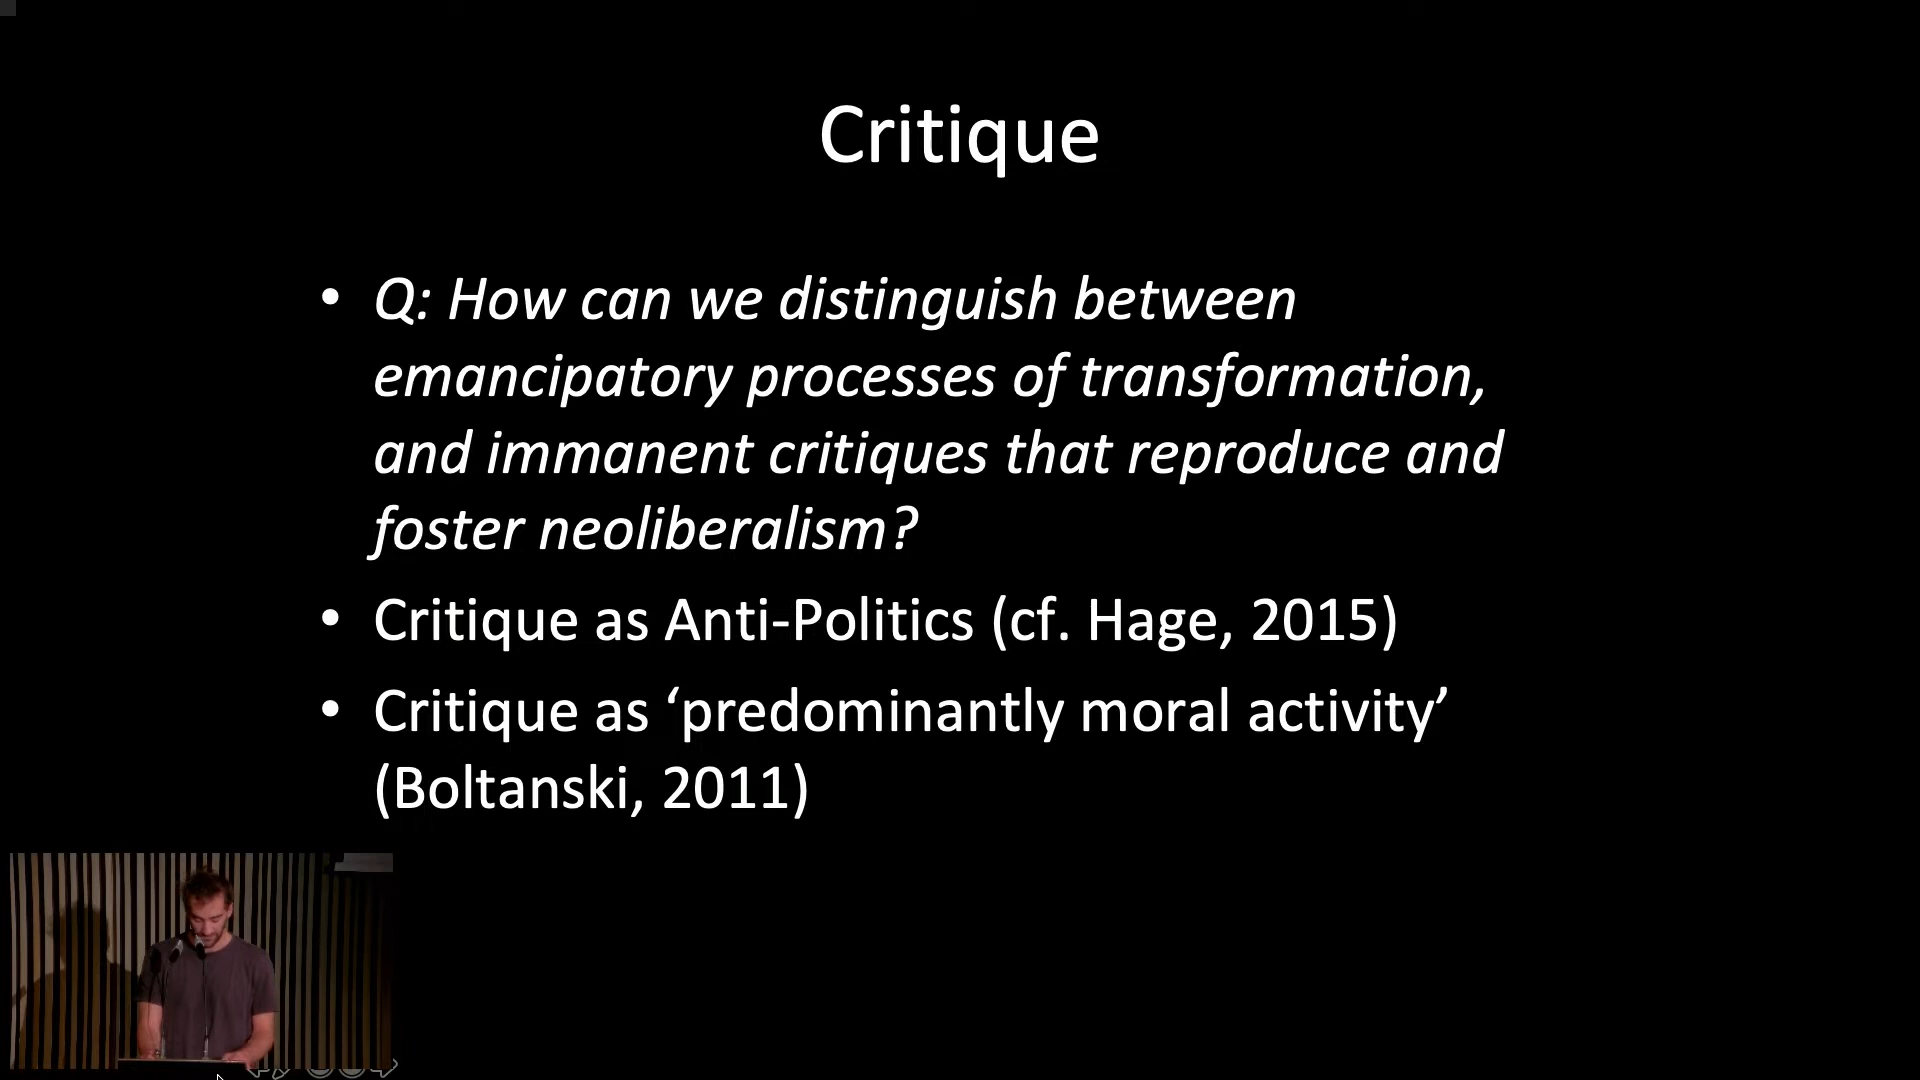 Critique
• Q: How can we distinguish between
emancipatory processes of transformation,
and immanent critiques that reproduce and
foster neoliberalism?
• Critique as Anti-Politics (cf. Hage, 2015)
• Critique as ‘predominantly moral activity’
(Boltanski, 2011)